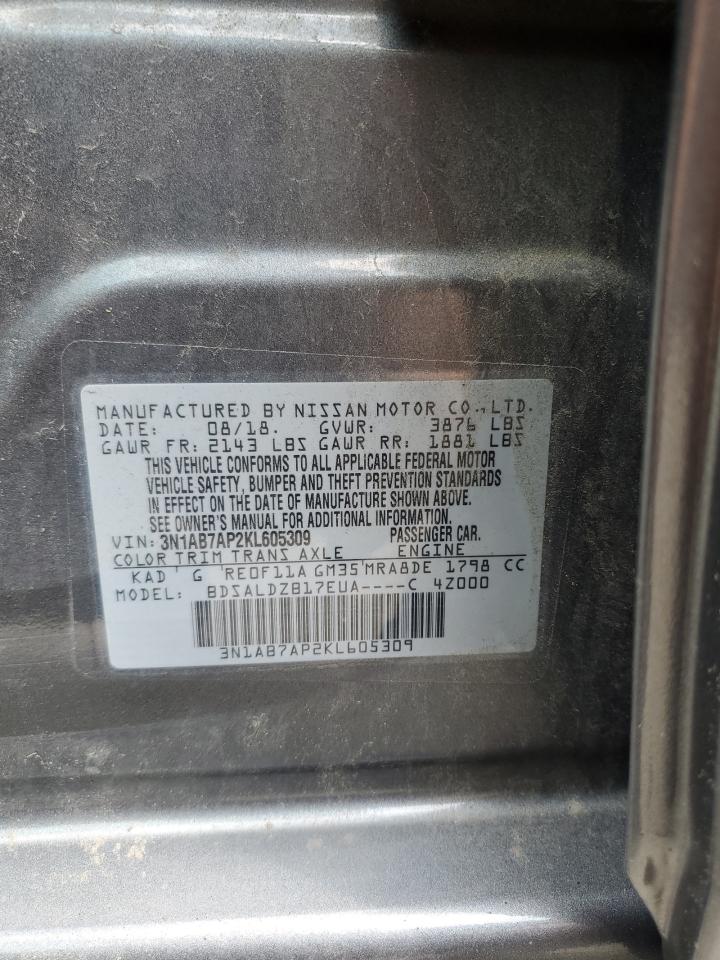 MANUFACTURED BY NISSAN MOTOR CO.,LTD.
DATE: 08/18. GVWR: 3876 LBS
GAWR FR: 2143 LBS GAWR RR: 1881 LBS
THIS VEHICLE CONFORMS TO ALL APPLICABLE FEDERAL MOTOR
VEHICLE SAFETY, BUMPER AND THEFT PREVENTION STANDARDS
IN EFFECT ON THE DATE OF MANUFACTURE SHOWN ABOVE.
SEE OWNER'S MANUAL FOR ADDITIONAL INFORMATION.
VIN: 3N1AB7AP2KL605309 PASSENGER CAR.
COLOR TRIM TRANS AXLE ENGINE
KAD G RE0F11A GM35 MRA8DE 1798 CC
MODEL: BDSALDZB17EUA----C 4Z000
3N1AB7AP2KL605309